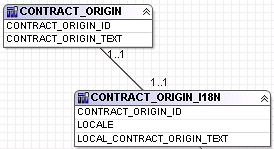 CONTRACT_ORIGIN
CONTRACT_ORIGIN_ID
CONTRACT_ORIGIN_TEXT
1..1
1..1
CONTRACT_ORIGIN_I18N
CONTRACT_ORIGIN_ID
LOCALE
LOCAL_CONTRACT_ORIGIN_TEXT